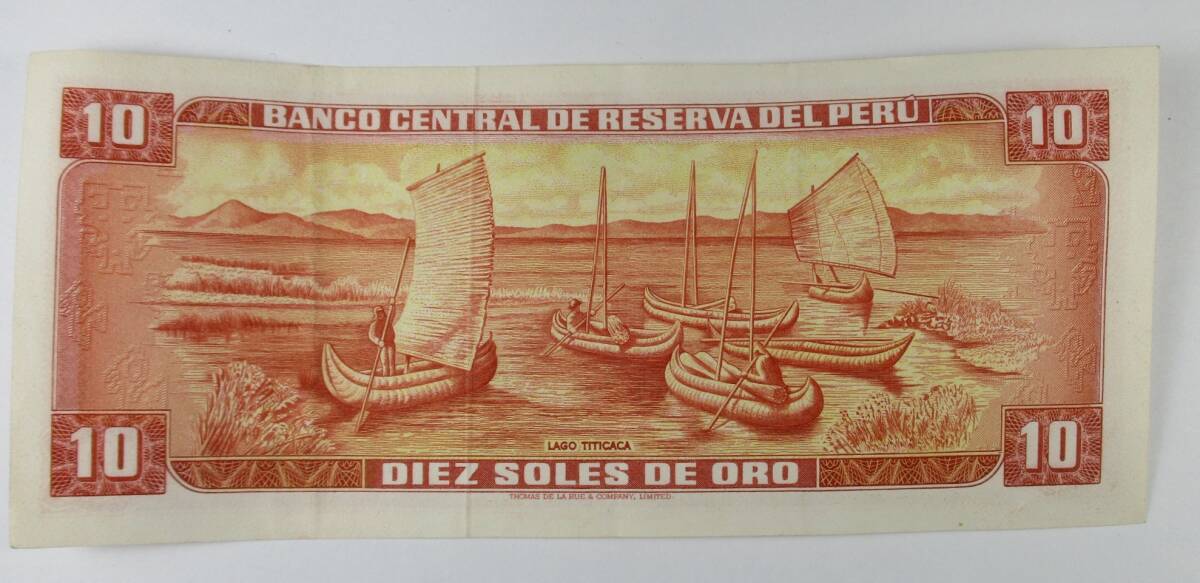 10 BANCO CENTRAL DE RESERVA DEL PERÚ 10
LAGO TITICACA
10 DIEZ SOLES DE ORO 10
THOMAS DE LA RUE & COMPANY, LIMITED